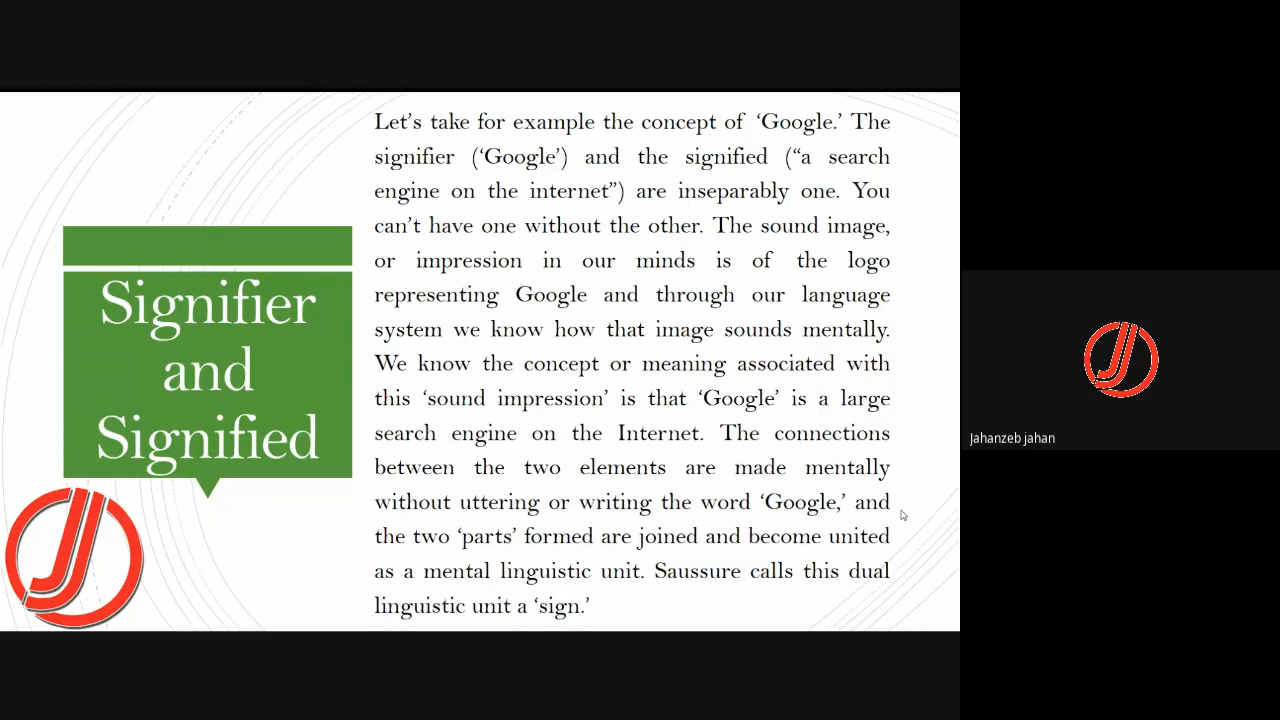 Signifier
and
Signified
Let's take for example the concept of ‘Google.’ The
signifier (‘Google’) and the signified (“a search
engine on the internet”) are inseparably one. You
can't have one without the other. The sound image,
or impression in our minds is of the logo
representing Google and through our language
system we know how that image sounds mentally.
We know the concept or meaning associated with
this ‘sound impression’ is that ‘Google’ is a large
search engine on the Internet. The connections
between the two elements are made mentally
without uttering or writing the word ‘Google,’ and
the two ‘parts’ formed are joined and become united
as a mental linguistic unit. Saussure calls this dual
linguistic unit a ‘sign.’
Jahanzeb jahan